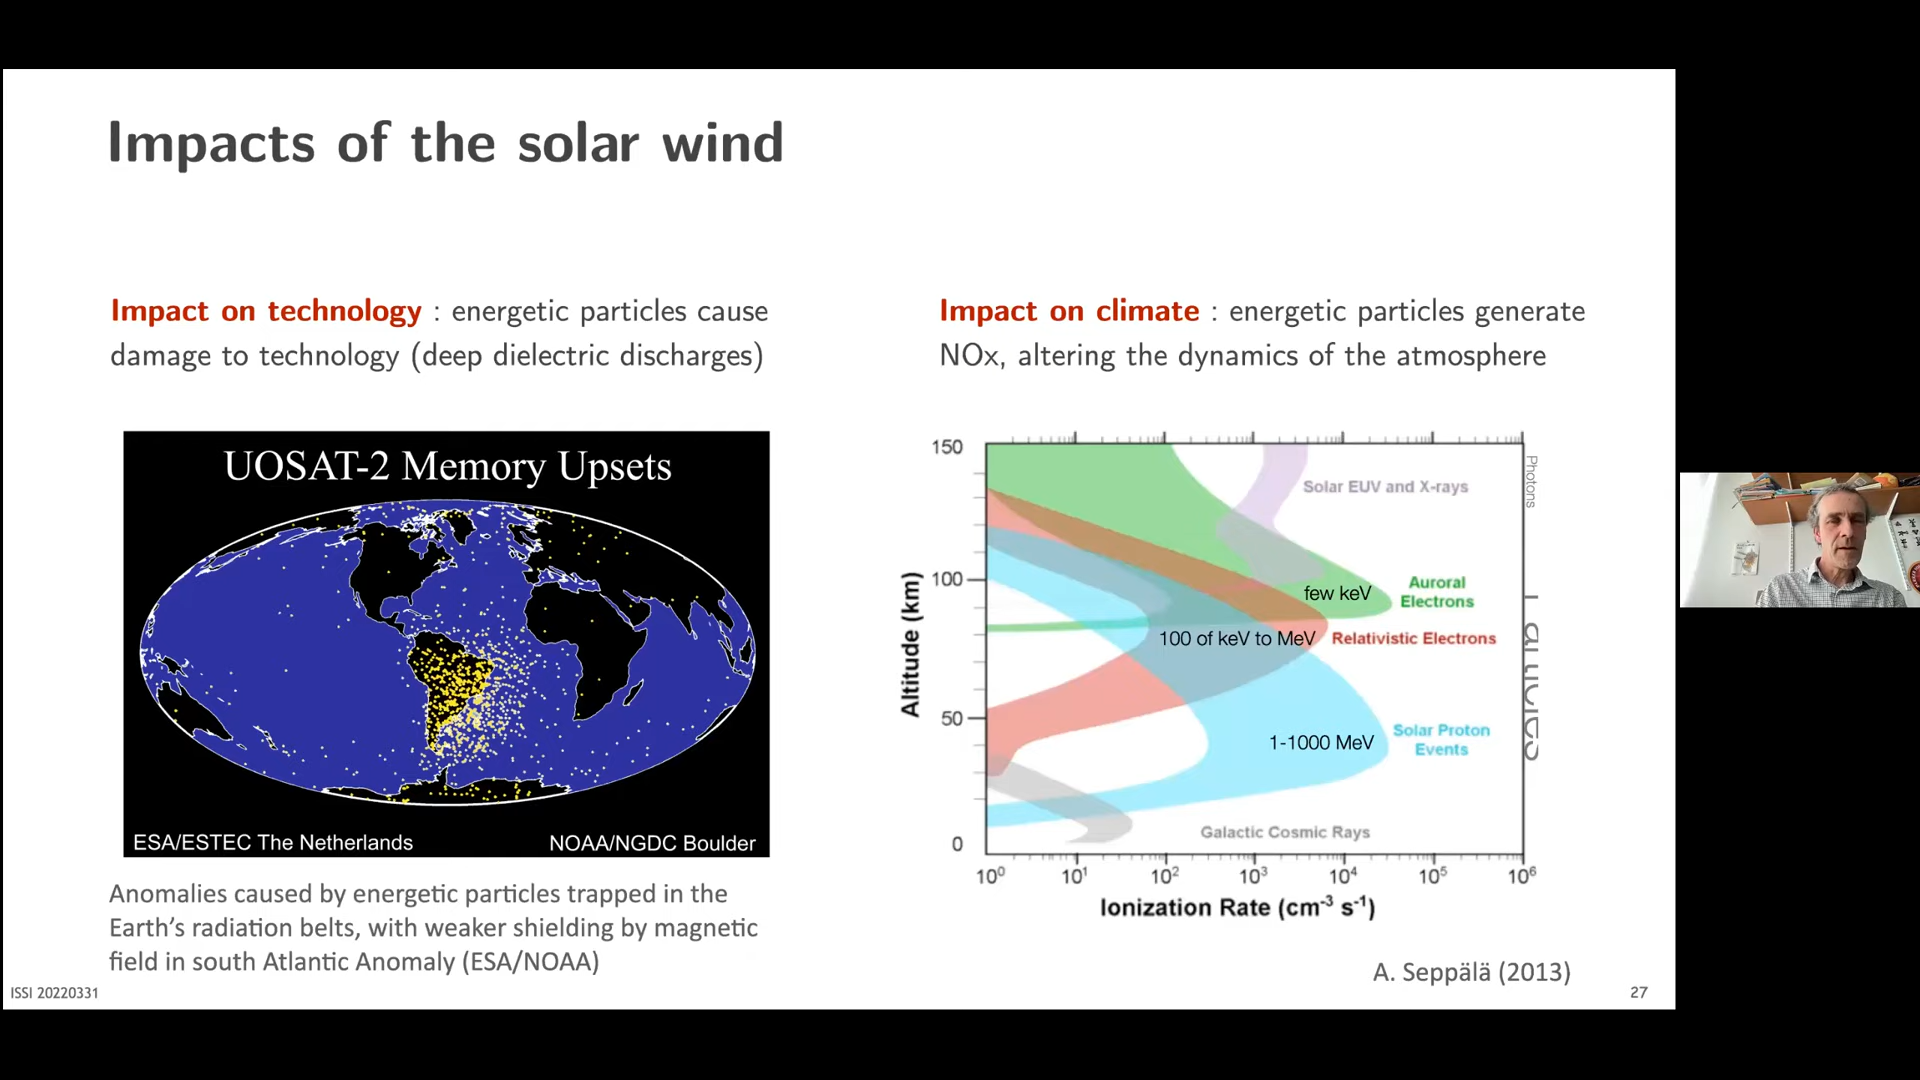 Impacts of the solar wind
Impact on technology : energetic particles cause
damage to technology (deep dielectric discharges)
UOSAT-2 Memory Upsets
ESA/ESTEC The Netherlands
NOAA/NGDC Boulder
Anomalies caused by energetic particles trapped in the
Earth's radiation belts, with weaker shielding by magnetic
field in south Atlantic Anomaly (ESA/NOAA)
Impact on climate : energetic particles generate
NOx, altering the dynamics of the atmosphere
150
100
50
0
Altitude (km)
Solar EUV and X-rays
few keV
Auroral
Electrons
100 of keV to MeV
Relativistic Electrons
1-1000 MeV
Solar Proton
Events
Galactic Cosmic Rays
Photons
10⁰ 10¹ 10² 10³ 10⁴ 10⁵ 10⁶
Ionization Rate (cm⁻³ s⁻¹)
A. Seppälä (2013)
ISSI 20220331
27